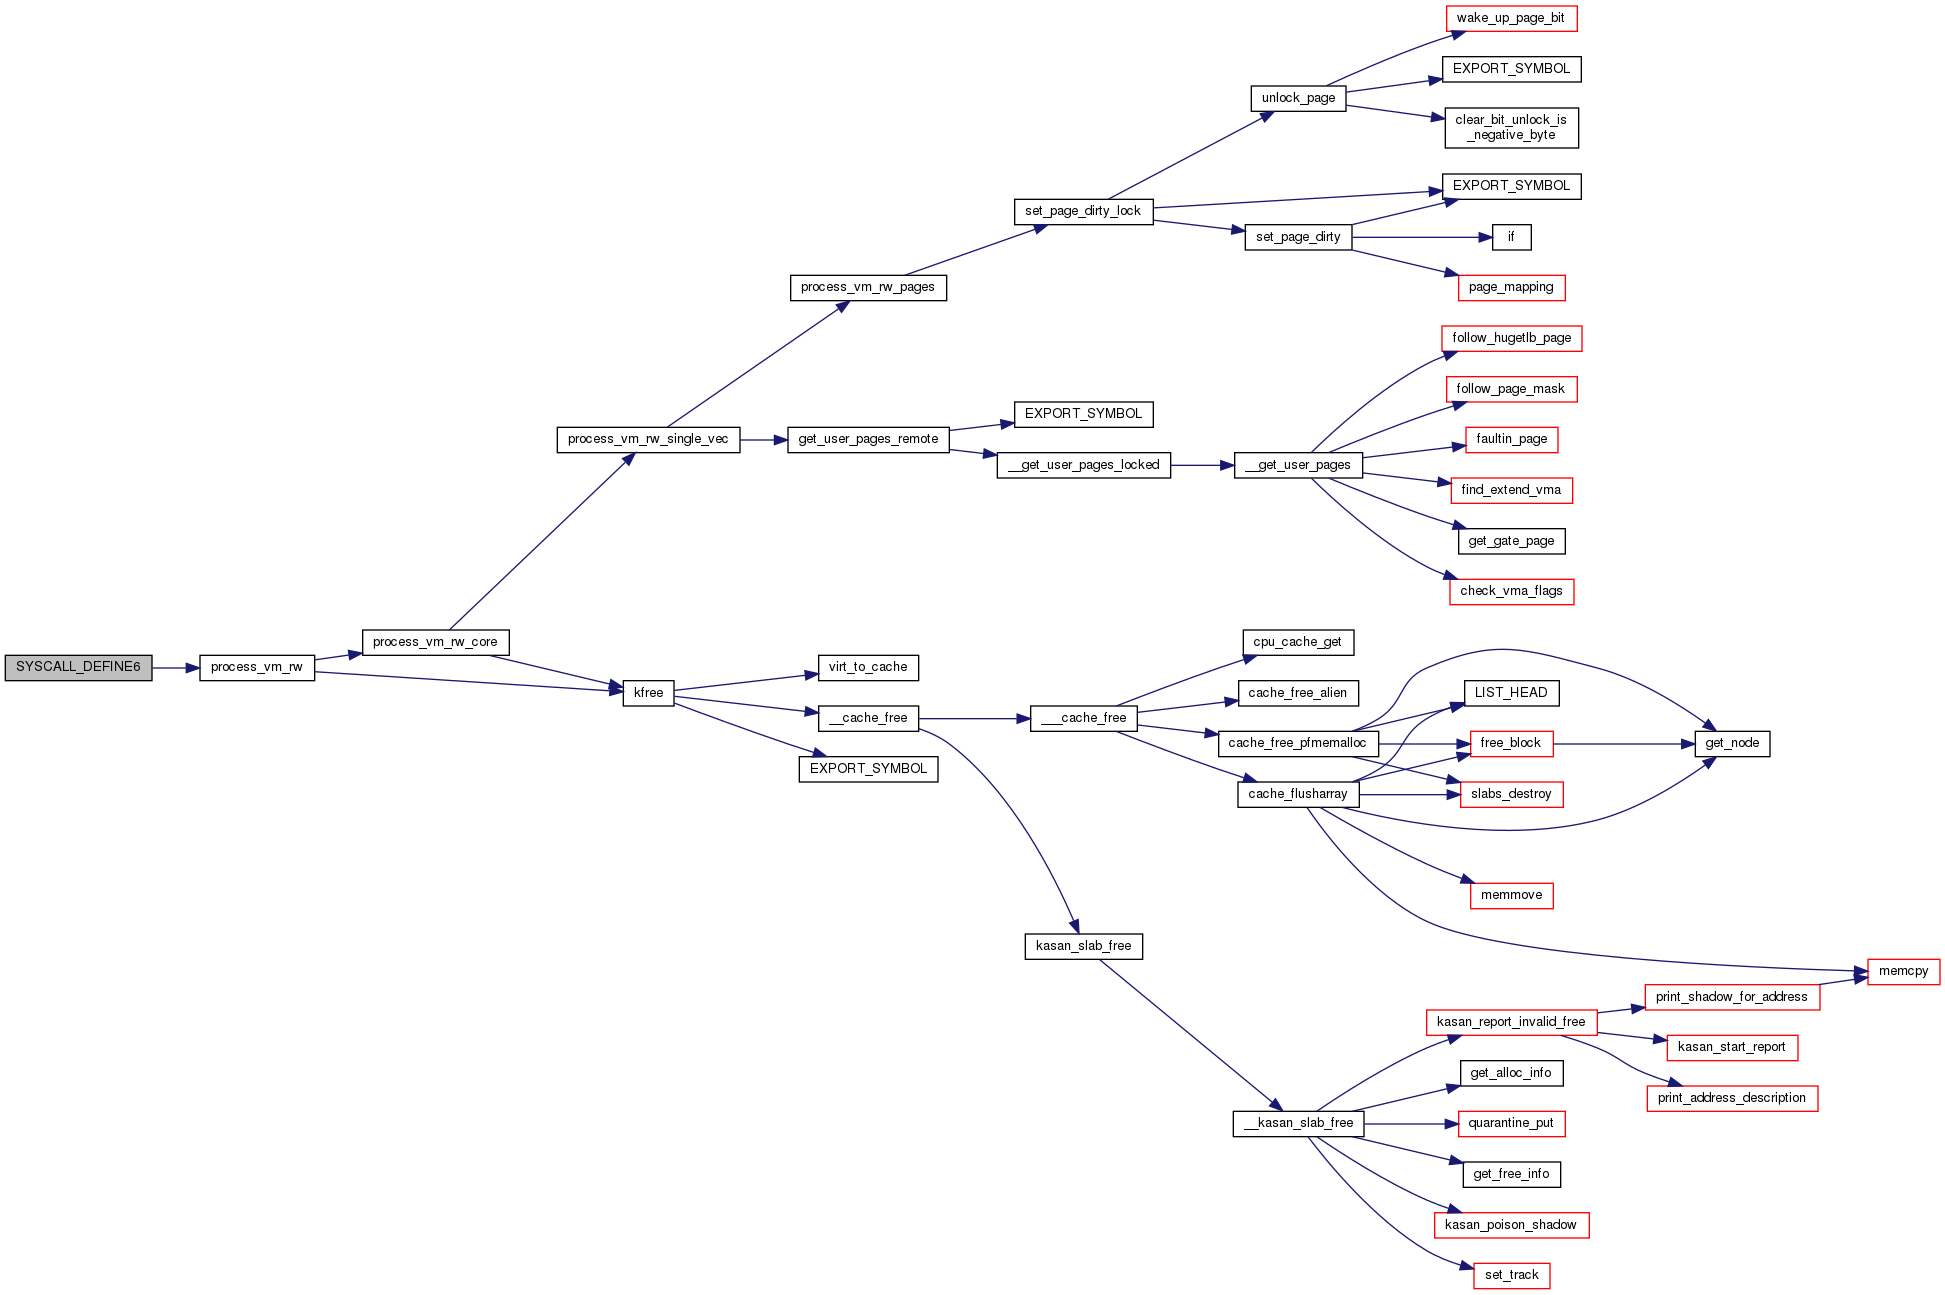 wake_up_page_bit
EXPORT_SYMBOL
unlock_page
clear_bit_unlock_is
_negative_byte
EXPORT_SYMBOL
set_page_dirty_lock
set_page_dirty
if
process_vm_rw_pages
page_mapping
follow_hugetlb_page
follow_page_mask
EXPORT_SYMBOL
process_vm_rw_single_vec
get_user_pages_remote
faultin_page
__get_user_pages_locked
__get_user_pages
find_extend_vma
get_gate_page
check_vma_flags
process_vm_rw_core
cpu_cache_get
SYSCALL_DEFINE6
process_vm_rw
virt_to_cache
kfree
cache_free_alien
LIST_HEAD
__cache_free
___cache_free
cache_free_pfmemalloc
free_block
get_node
EXPORT_SYMBOL
cache_flusharray
slabs_destroy
memmove
kasan_slab_free
memcpy
print_shadow_for_address
kasan_report_invalid_free
kasan_start_report
get_alloc_info
print_address_description
__kasan_slab_free
quarantine_put
get_free_info
kasan_poison_shadow
set_track